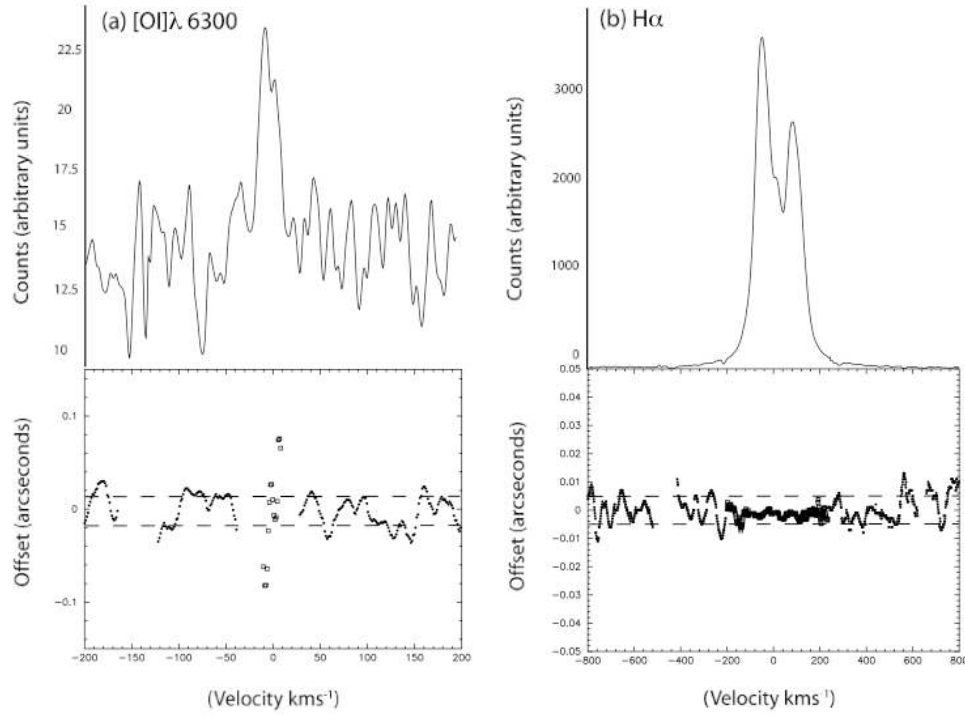 (a) [OI]λ 6300
Counts (arbitrary units)
22.5
20
17.5
15
12.5
10
Offset (arcseconds)
0.1
0
−0.1
−200 −150 −100 −50 0 50 100 150 200
(Velocity kms⁻¹)
(b) Hα
Counts (arbitrary units)
3000
2000
1000
0
Offset (arcseconds)
0.05
0.04
0.03
0.02
0.01
0
−0.01
−0.02
−0.03
−0.04
0.05
−800 −600 −400 −200 0 200 400 600 800
(Velocity kms⁻¹)